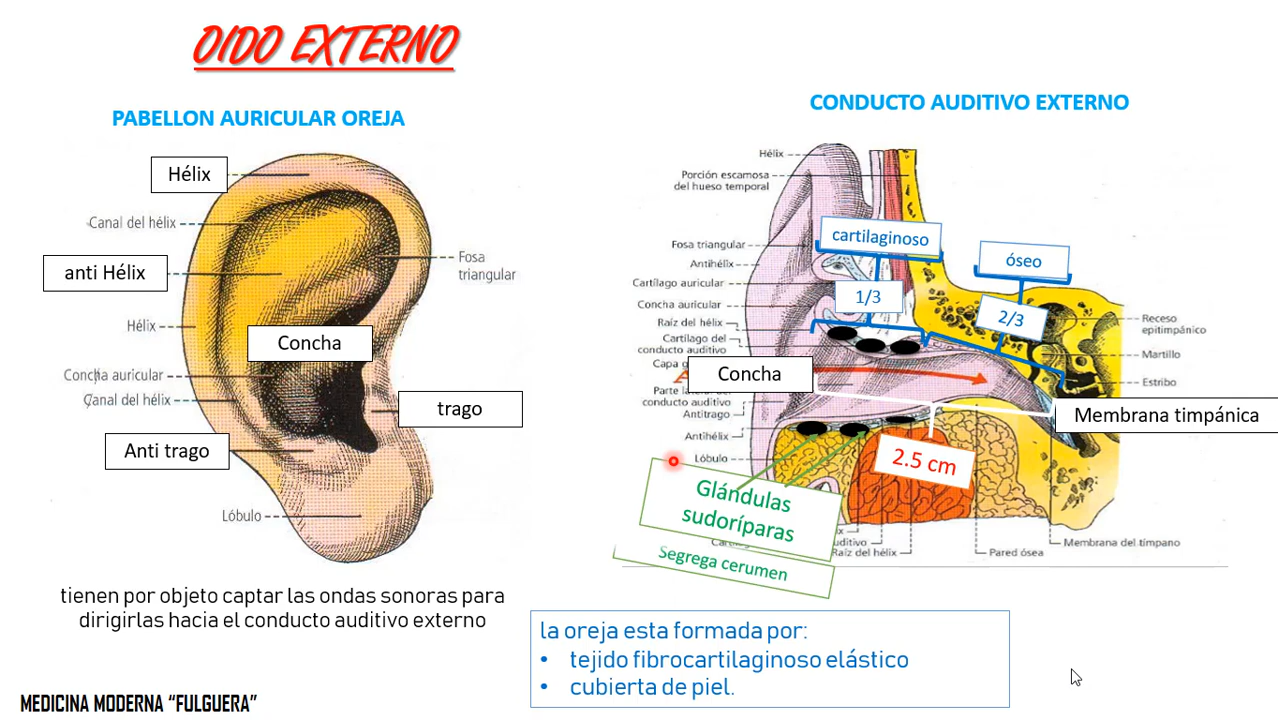 OIDO EXTERNO
PABELLON AURICULAR OREJA
Hélix
Canal del hélix
anti Hélix
Fosa
triangular
Hélix
Concha
Concha auricular
Canal del hélix
trago
Anti trago
Lóbulo
tienen por objeto captar las ondas sonoras para
dirigirlas hacia el conducto auditivo externo
MEDICINA MODERNA “FULGUERA”
CONDUCTO AUDITIVO EXTERNO
Hélix
Porción escamosa
del hueso temporal
Fosa triangular
Antihélix
Cartílago auricular
Concha auricular
Raíz del hélix
Cartílago del
conducto auditivo
Capa
Concha
Parte
conducto auditivo
Antitrago
Antihélix
Lóbulo
cartilaginoso
1/3
óseo
2/3
Receso
epitimpánico
Martillo
Estribo
Membrana timpánica
2.5 cm
Glándulas
sudoríparas
Segrega cerumen
Raíz del hélix
Pared ósea
Membrana del tímpano
la oreja esta formada por:
• tejido fibrocartilaginoso elástico
• cubierta de piel.